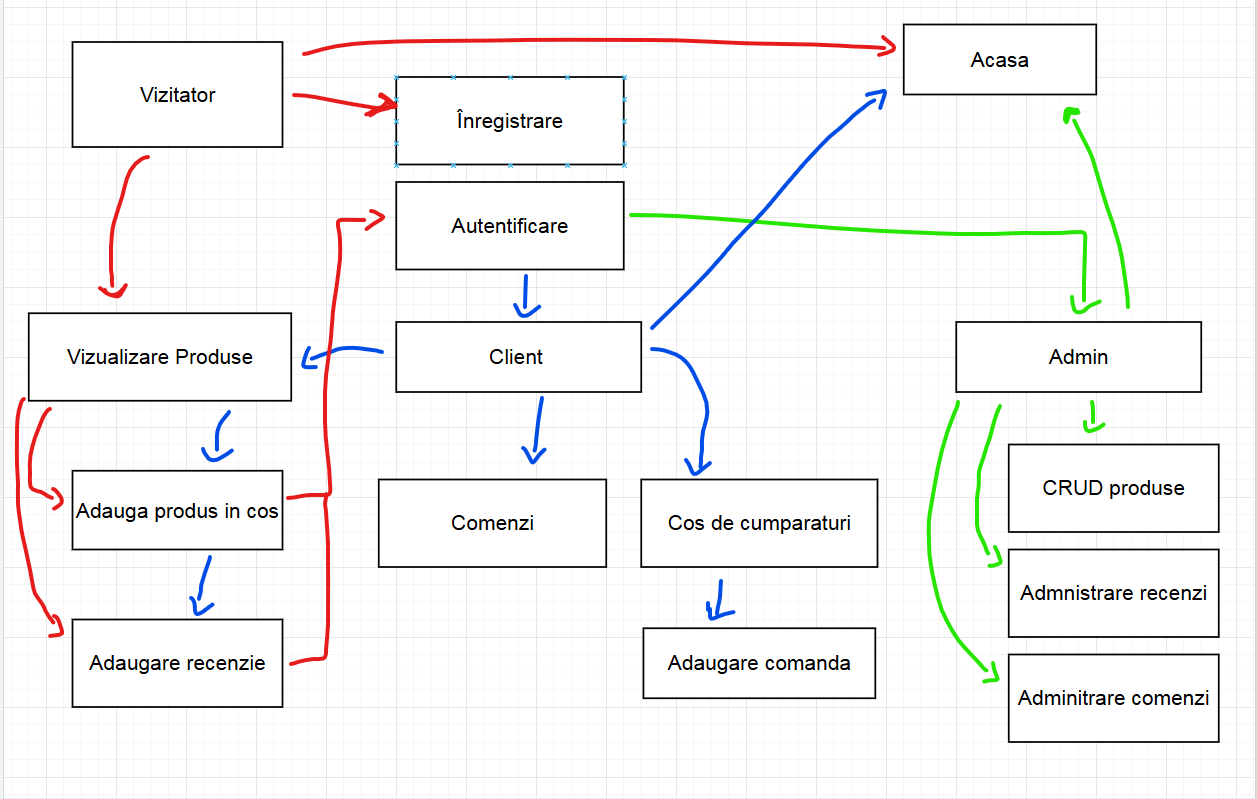 Vizitator
Acasa
Înregistrare
Autentificare
Vizualizare Produse
Client
Admin
Adauga produs in cos
Comenzi
Cos de cumparaturi
CRUD produse
Admnistrare recenzi
Adaugare recenzie
Adaugare comanda
Adminitrare comenzi